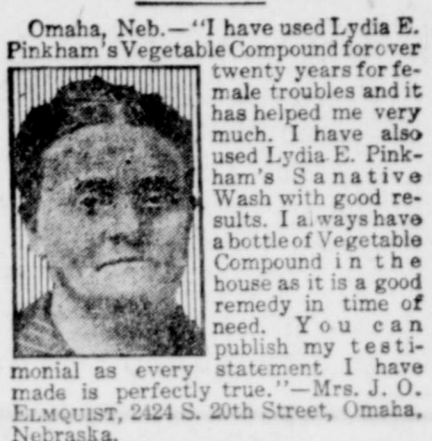 Omaha, Neb.—"I have used Lydia E.
Pinkham's Vegetable Compound for over
twenty years for fe-
male troubles and it
has helped me very
much. I have also
used Lydia E. Pink-
ham's Sanative
Wash with good re-
sults. I always have
a bottle of Vegetable
Compound in the
house as it is a good
remedy in time of
need. You can
publish my testi-
monial as every statement I have
made is perfectly true."—Mrs. J. O.
ELMQUIST, 2424 S. 20th Street, Omaha,
Nebraska.